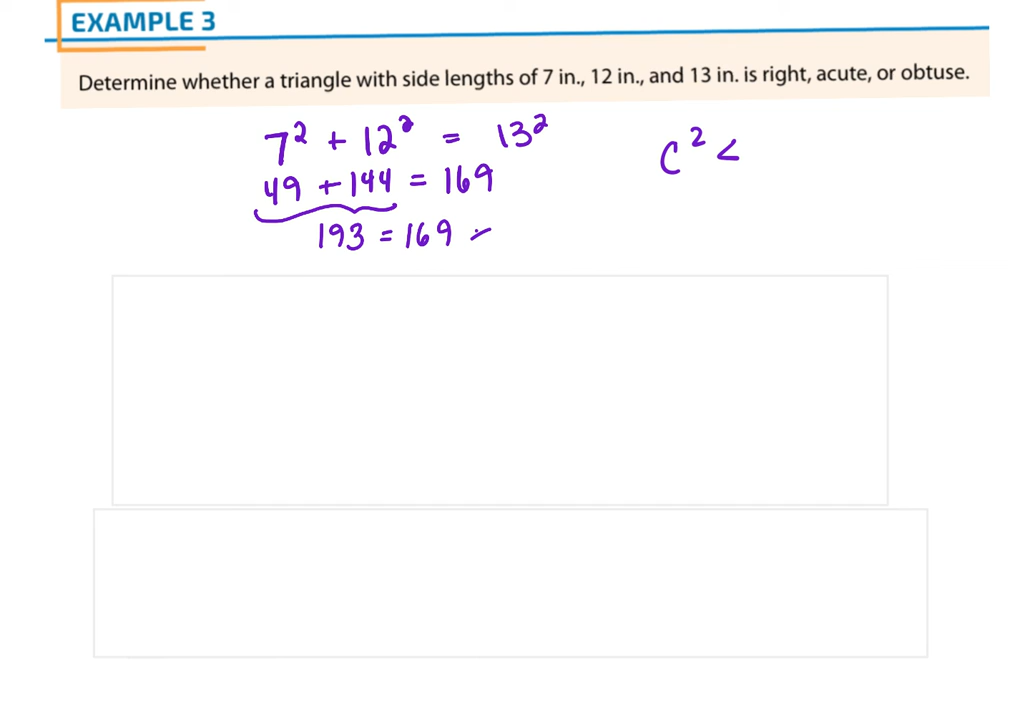 EXAMPLE 3
Determine whether a triangle with side lengths of 7 in., 12 in., and 13 in. is right, acute, or obtuse.
7² + 12² = 13²
c² <
49 + 144 = 169
193 = 169